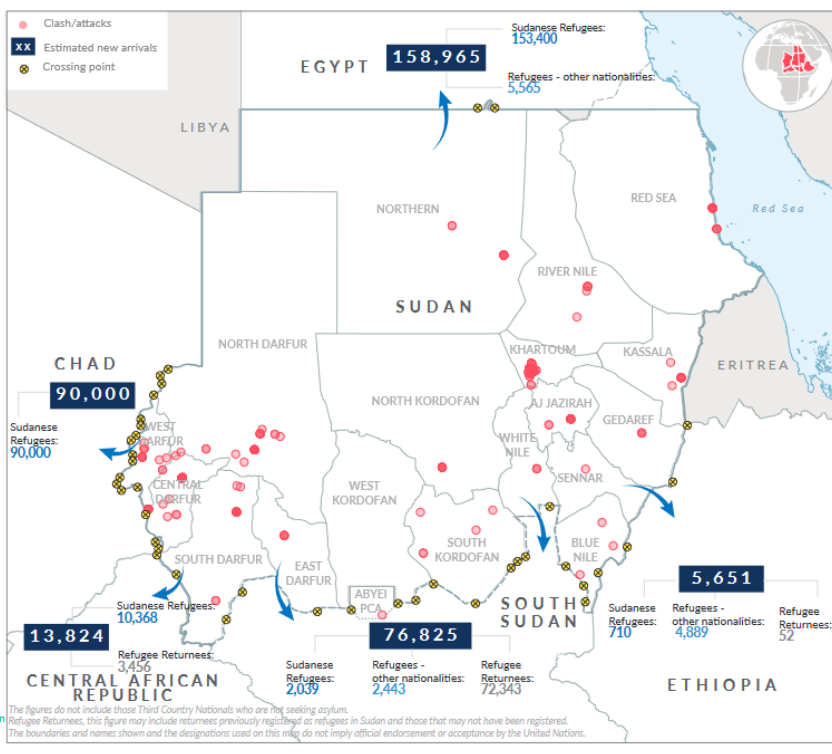 Clash/attacks
XX Estimated new arrivals
Crossing point
EGYPT
158,965
Sudanese Refugees:
153,400
Refugees - other nationalities:
5,565
LIBYA
NORTHERN
RED SEA
Red Sea
RIVER NILE
SUDAN
NORTH DARFUR
CHAD
90,000
Sudanese
Refugees:
90,000
KHARTOUM
KASSALA
ERITREA
NORTH KORDOFAN
AJ JAZIRAH
GEDAREF
WEST
DARFUR
WHITE
NILE
SENNAR
CENTRAL
DARFUR
WEST
KORDOFAN
SOUTH
KORDOFAN
BLUE
NILE
SOUTH DARFUR
EAST
DARFUR
ABYEI
PCA
SOUTH
SUDAN
5,651
Sudanese
Refugees:
710
Refugees -
other nationalities:
4,889
Refugee
Returnees:
52
Sudanese Refugees:
10,368
13,824
Refugee Returnees:
3,456
CENTRAL AFRICAN
REPUBLIC
76,825
Sudanese
Refugees:
2,039
Refugees -
other nationalities:
2,443
Refugee
Returnees:
72,343
ETHIOPIA
The figures do not include those Third Country Nationals who are not seeking asylum.
n Refugee Returnees, this figure may include returnees previously registered as refugees in Sudan and those that may not have been registered.
The boundaries and names shown and the designations used on this map do not imply official endorsement or acceptance by the United Nations.